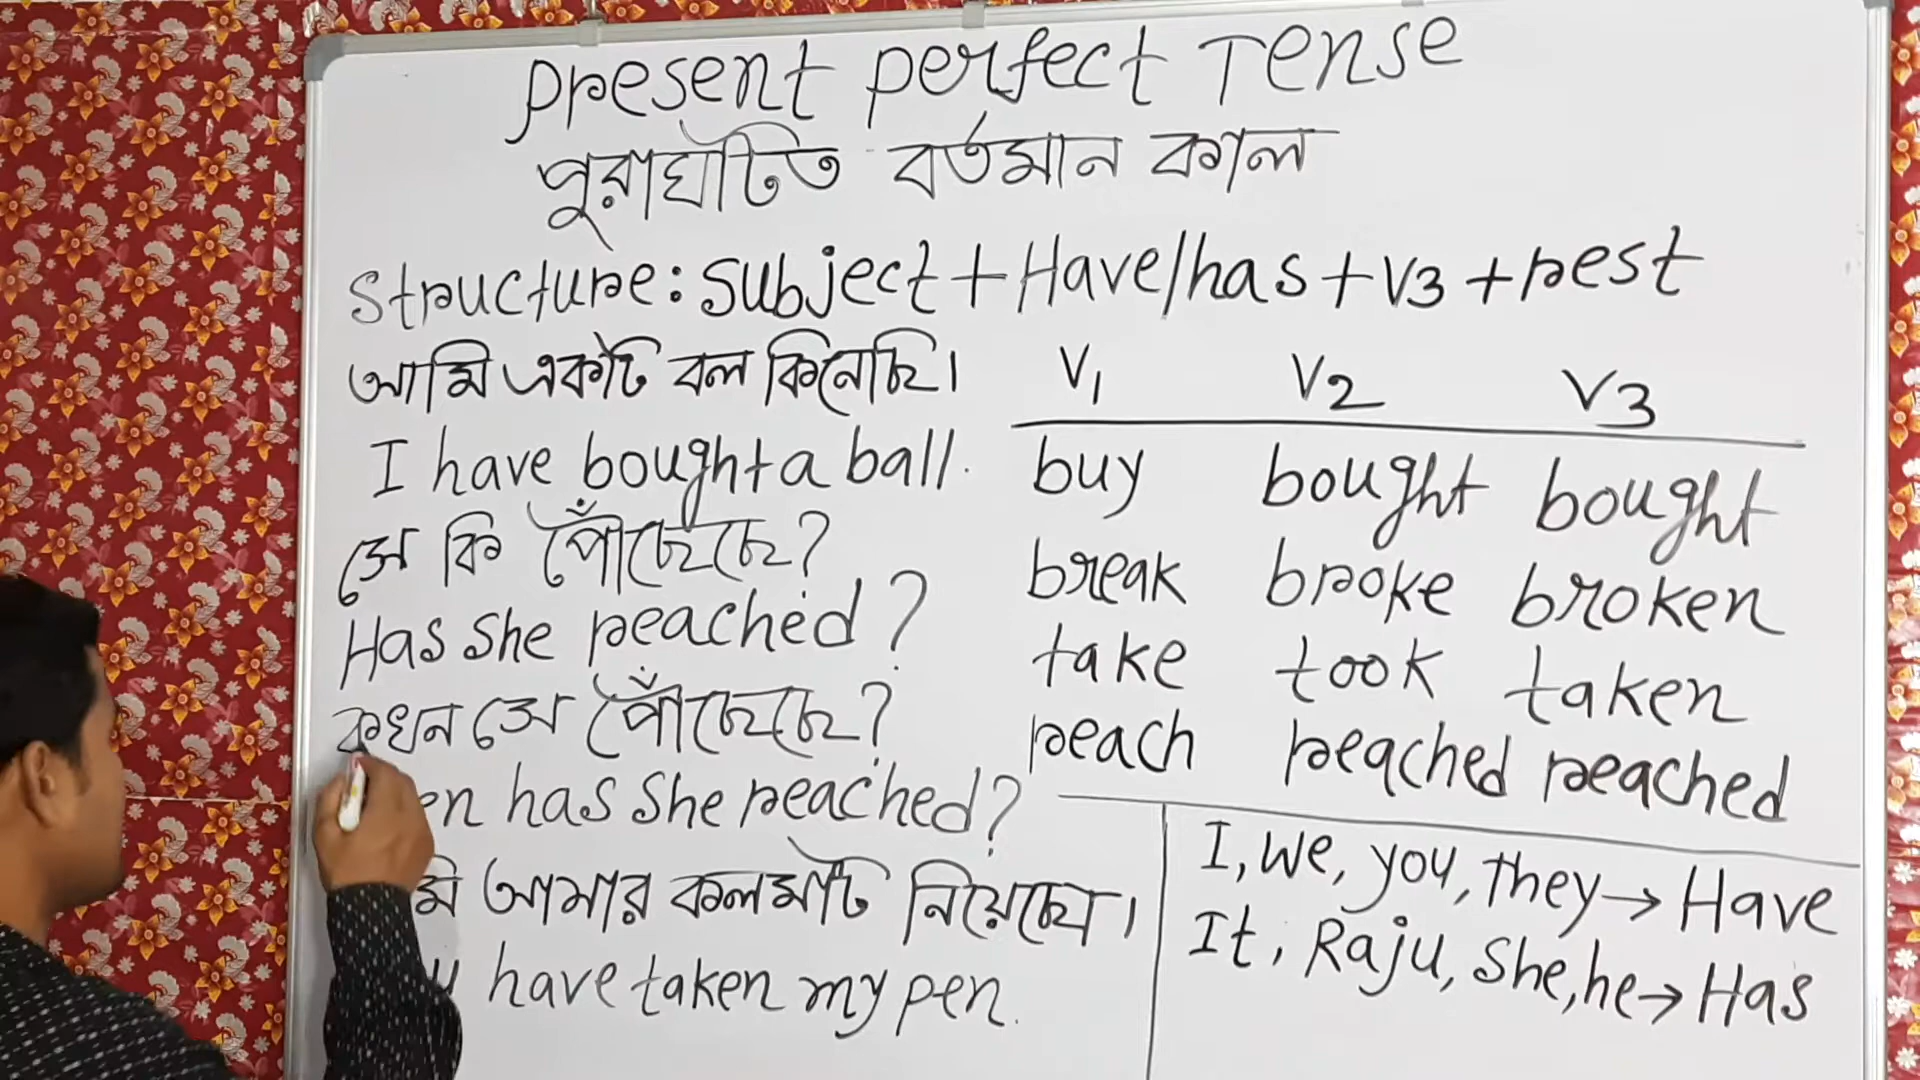 Present perfect Tense
পুরাঘটিত বর্তমান কাল
Structure: Subject + Have/has + V3 + rest
আমি একটি বল কিনেছি।
I have bought a ball.
সে কি পৌঁছেছে?
Has She reached?
কখন সে পৌঁছেছে?
has She reached?
আমার কলমটি নিয়েছো।
have taken my pen.
V1 V2 V3
buy bought bought
break broke broken
take took taken
reach reached reached
I, We, you, they → Have
It, Raju, She, he → Has